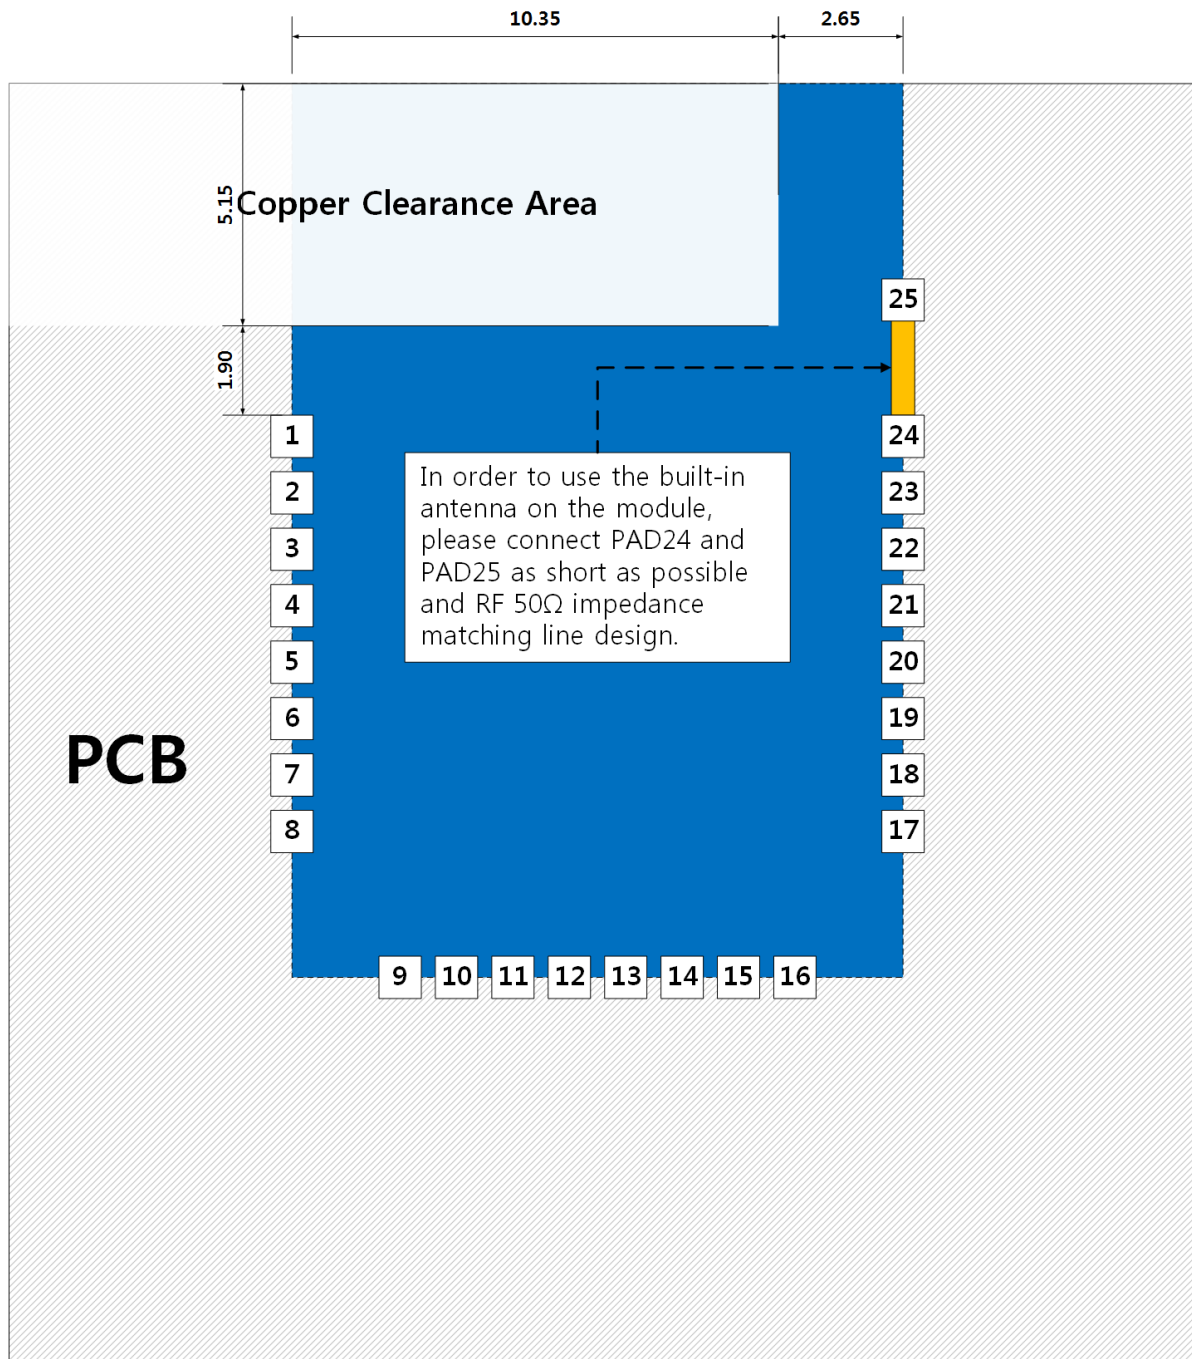 10.35
2.65
5.15
Copper Clearance Area
25
1.90
1
24
In order to use the built-in
antenna on the module,
please connect PAD24 and
PAD25 as short as possible
and RF 50Ω impedance
matching line design.
2
23
3
22
4
21
5
20
6
19
PCB
7
18
8
17
9 10 11 12 13 14 15 16